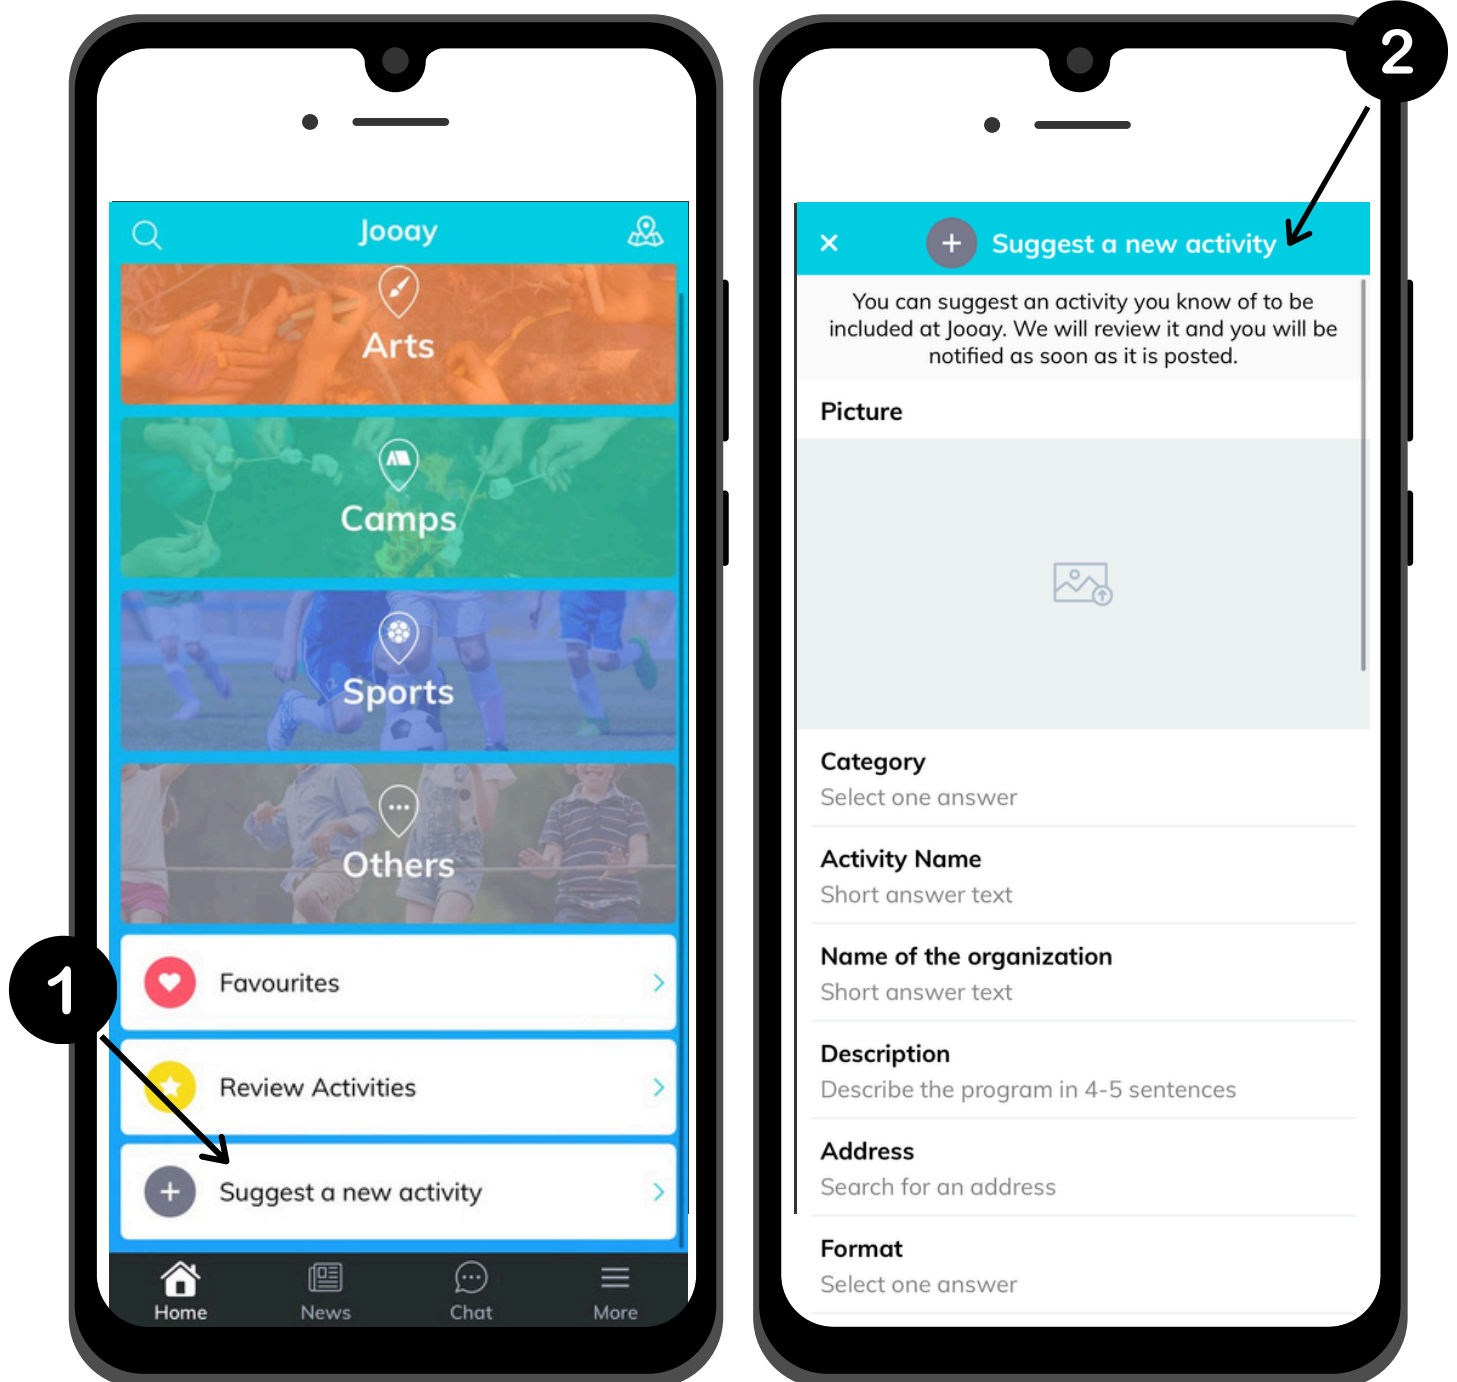 1
Jooay
Arts
Camps
Sports
Others
Favourites
Review Activities
Suggest a new activity
Home
News
Chat
More
2
Suggest a new activity
You can suggest an activity you know of to be
included at Jooay. We will review it and you will be
notified as soon as it is posted.
Picture
Category
Select one answer
Activity Name
Short answer text
Name of the organization
Short answer text
Description
Describe the program in 4-5 sentences
Address
Search for an address
Format
Select one answer